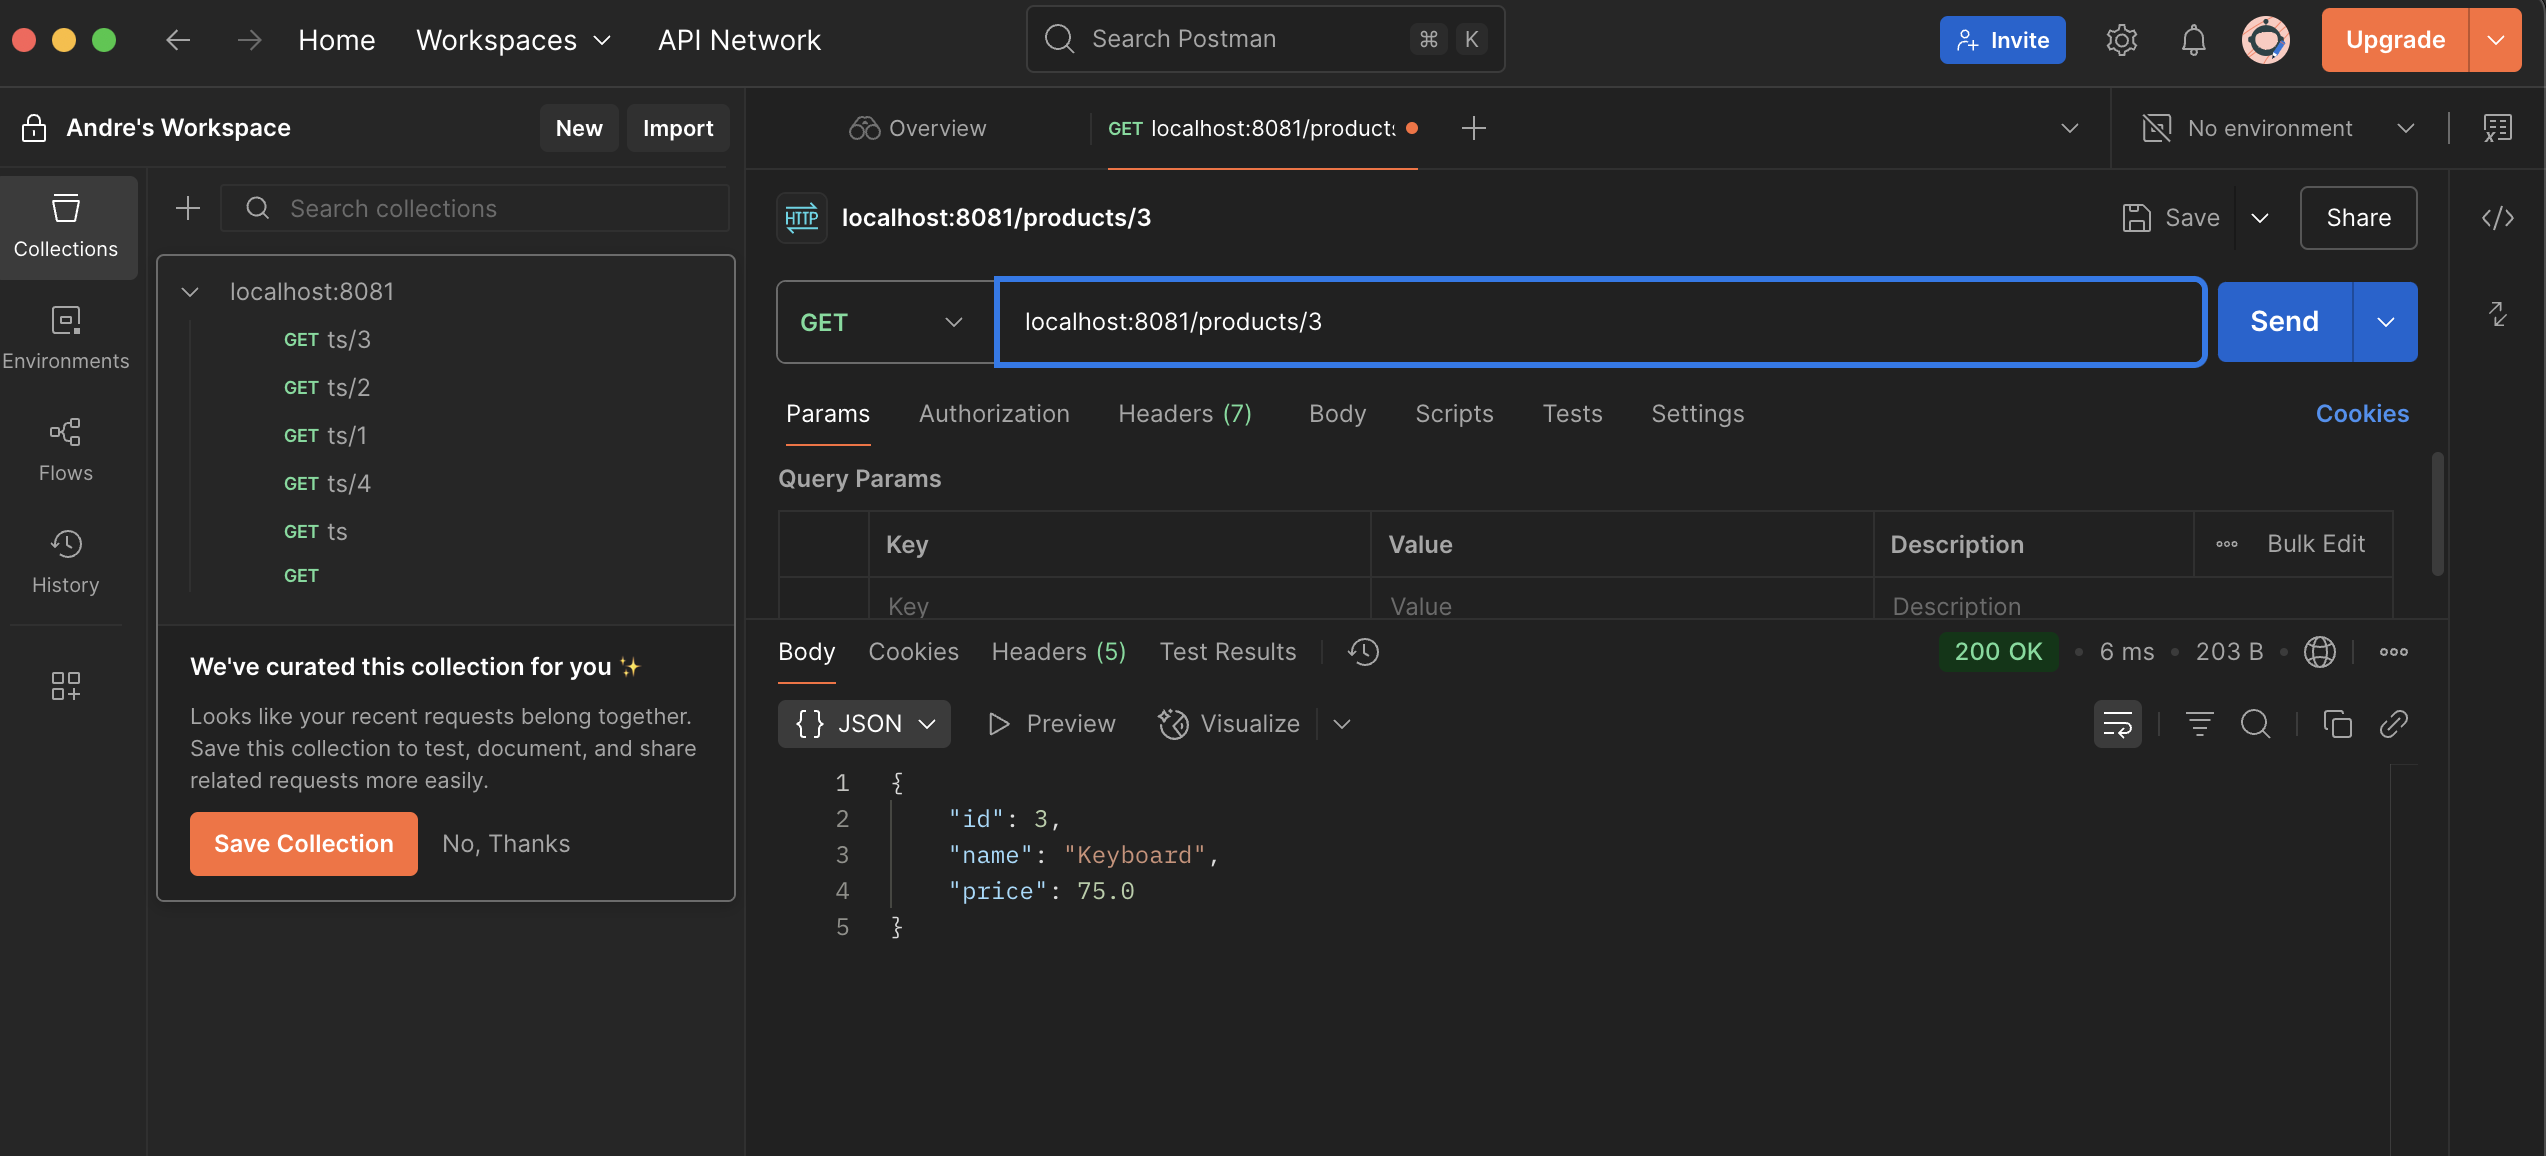 Home Workspaces API Network Search Postman ⌘ K Invite Upgrade
Andre's Workspace New Import
Overview GET localhost:8081/product No environment
Collections
Environments
Flows
History
Search collections
localhost:8081
GET ts/3
GET ts/2
GET ts/1
GET ts/4
GET ts
GET
We've curated this collection for you ✨
Looks like your recent requests belong together.
Save this collection to test, document, and share
related requests more easily.
Save Collection No, Thanks
HTTP localhost:8081/products/3 Save Share
GET localhost:8081/products/3 Send
Params Authorization Headers (7) Body Scripts Tests Settings Cookies
Query Params
Key Value Description Bulk Edit
Key Value Description
Body Cookies Headers (5) Test Results 200 OK • 6 ms • 203 B
{} JSON Preview Visualize
1 {
2 "id": 3,
3 "name": "Keyboard",
4 "price": 75.0
5 }